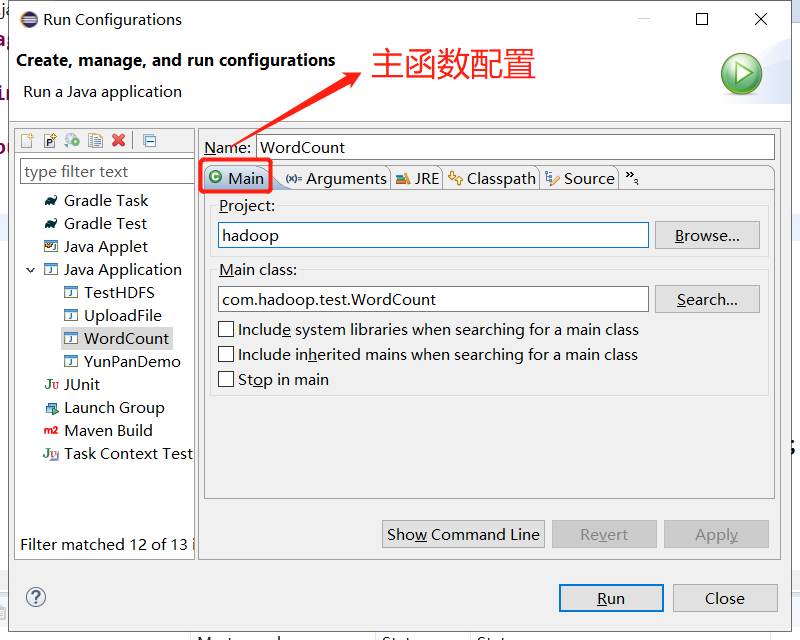 Run Configurations
Create, manage, and run configurations
主函数配置
Run a Java application
Name: WordCount
type filter text
Main
(x)= Arguments
JRE
Classpath
Source
»3
Gradle Task
Gradle Test
Java Applet
Java Application
TestHDFS
UploadFile
WordCount
YunPanDemo
JUnit
Launch Group
m2 Maven Build
Task Context Test
Filter matched 12 of 13
Project:
hadoop
Browse...
Main class:
com.hadoop.test.WordCount
Search...
Include system libraries when searching for a main class
Include inherited mains when searching for a main class
Stop in main
Show Command Line
Revert
Apply
Run
Close